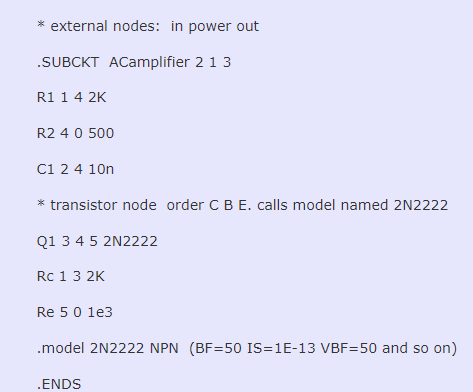 * external nodes:  in power out
.SUBCKT  ACamplifier 2 1 3
R1 1 4 2K
R2 4 0 500
C1 2 4 10n
* transistor node  order C B E. calls model named 2N2222
Q1 3 4 5 2N2222
Rc 1 3 2K
Re 5 0 1e3
.model 2N2222 NPN  (BF=50 IS=1E-13 VBF=50 and so on)
.ENDS